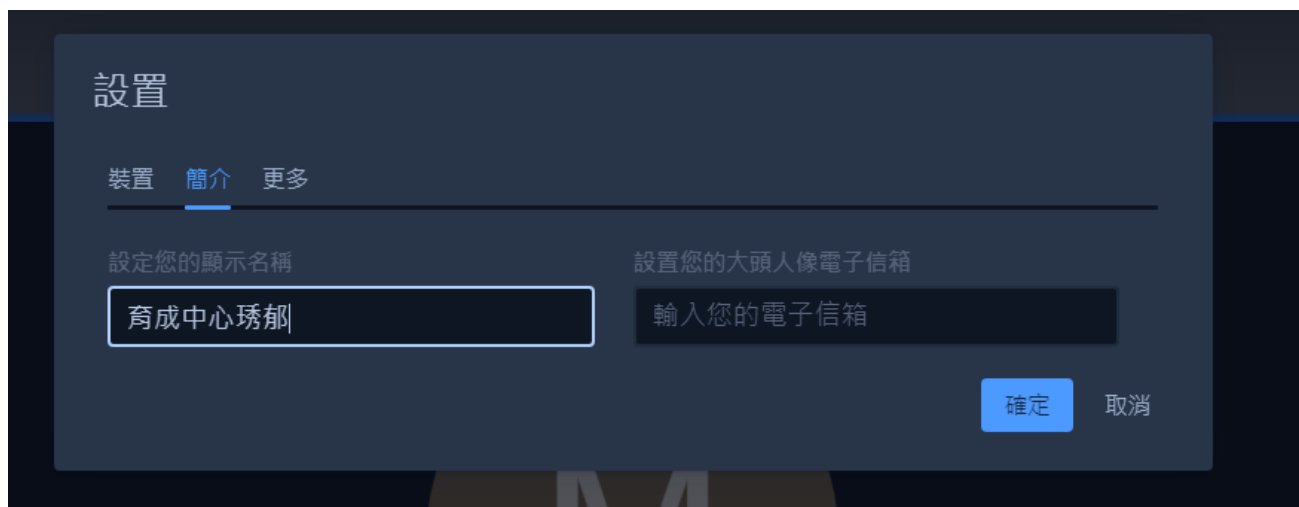 設置
裝置 簡介 更多
設定您的顯示名稱 設置您的大頭人像電子信箱
育成中心琇郁 輸入您的電子信箱
確定 取消
M